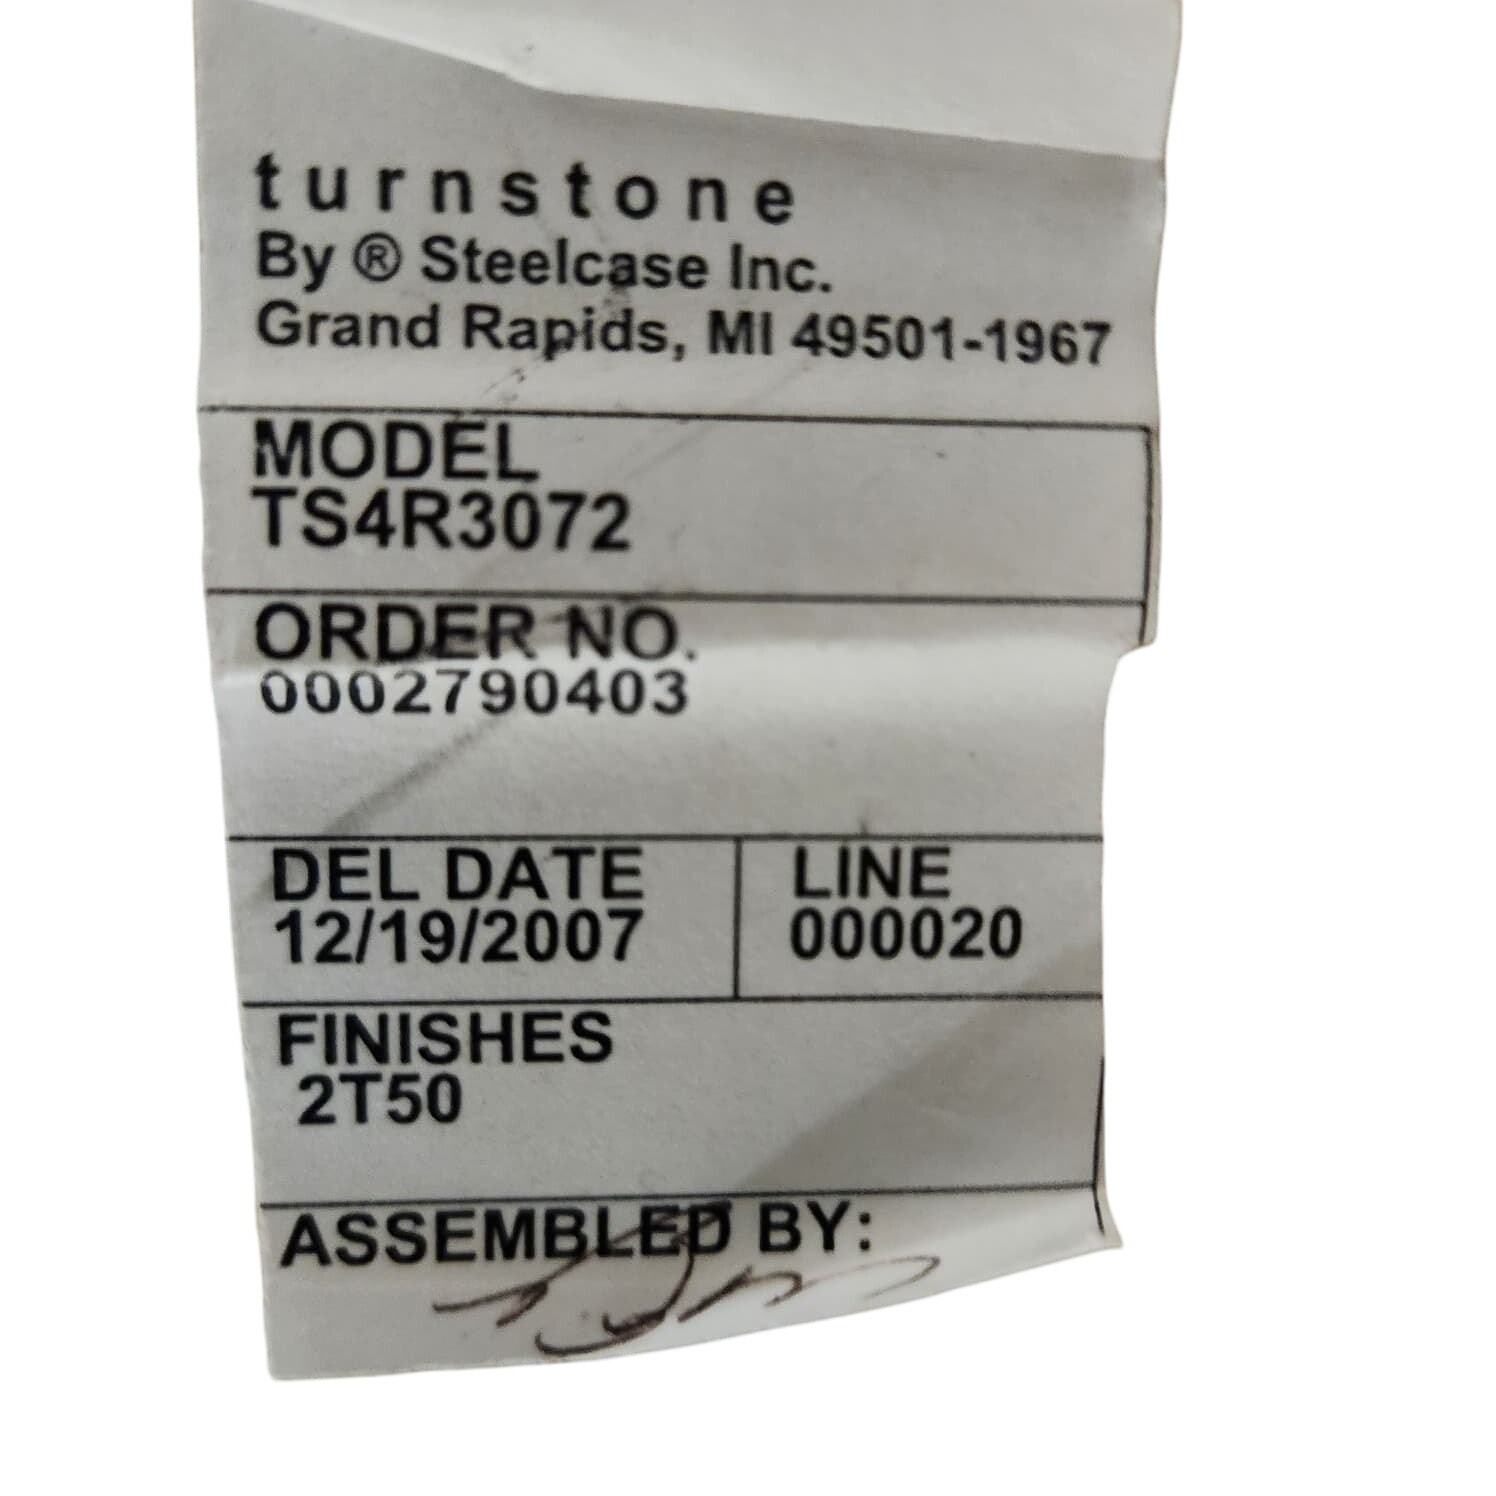 turnstone
By ® Steelcase Inc.
Grand Rapids, MI 49501-1967
MODEL
TS4R3072
ORDER NO.
0002790403
DEL DATE
12/19/2007
LINE
000020
FINISHES
2T50
ASSEMBLED BY: